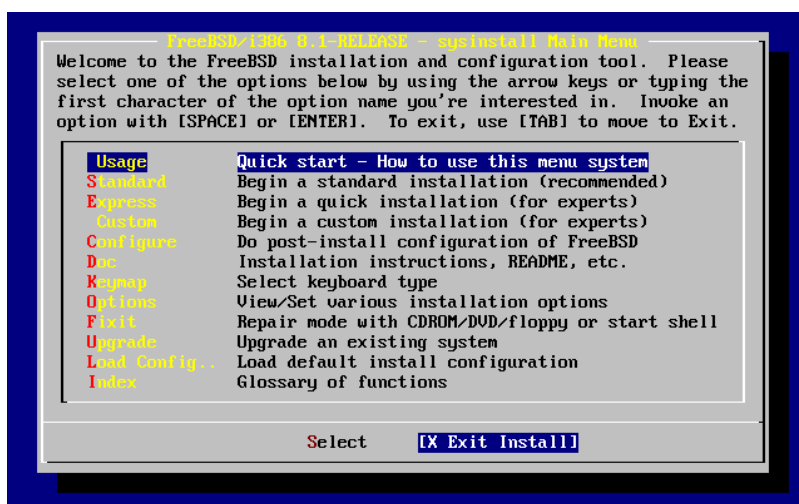 FreeBSD/i386 8.1-RELEASE - sysinstall Main Menu
Welcome to the FreeBSD installation and configuration tool.  Please
select one of the options below by using the arrow keys or typing the
first character of the option name you're interested in.  Invoke an
option with [SPACE] or [ENTER].  To exit, use [TAB] to move to Exit.
Usage Quick start - How to use this menu system
Standard Begin a standard installation (recommended)
Express Begin a quick installation (for experts)
Custom Begin a custom installation (for experts)
Configure Do post-install configuration of FreeBSD
Doc Installation instructions, README, etc.
Keymap Select keyboard type
Options View/Set various installation options
Fixit Repair mode with CDROM/DVD/floppy or start shell
Upgrade Upgrade an existing system
Load Config.. Load default install configuration
Index Glossary of functions
Select [X Exit Install]